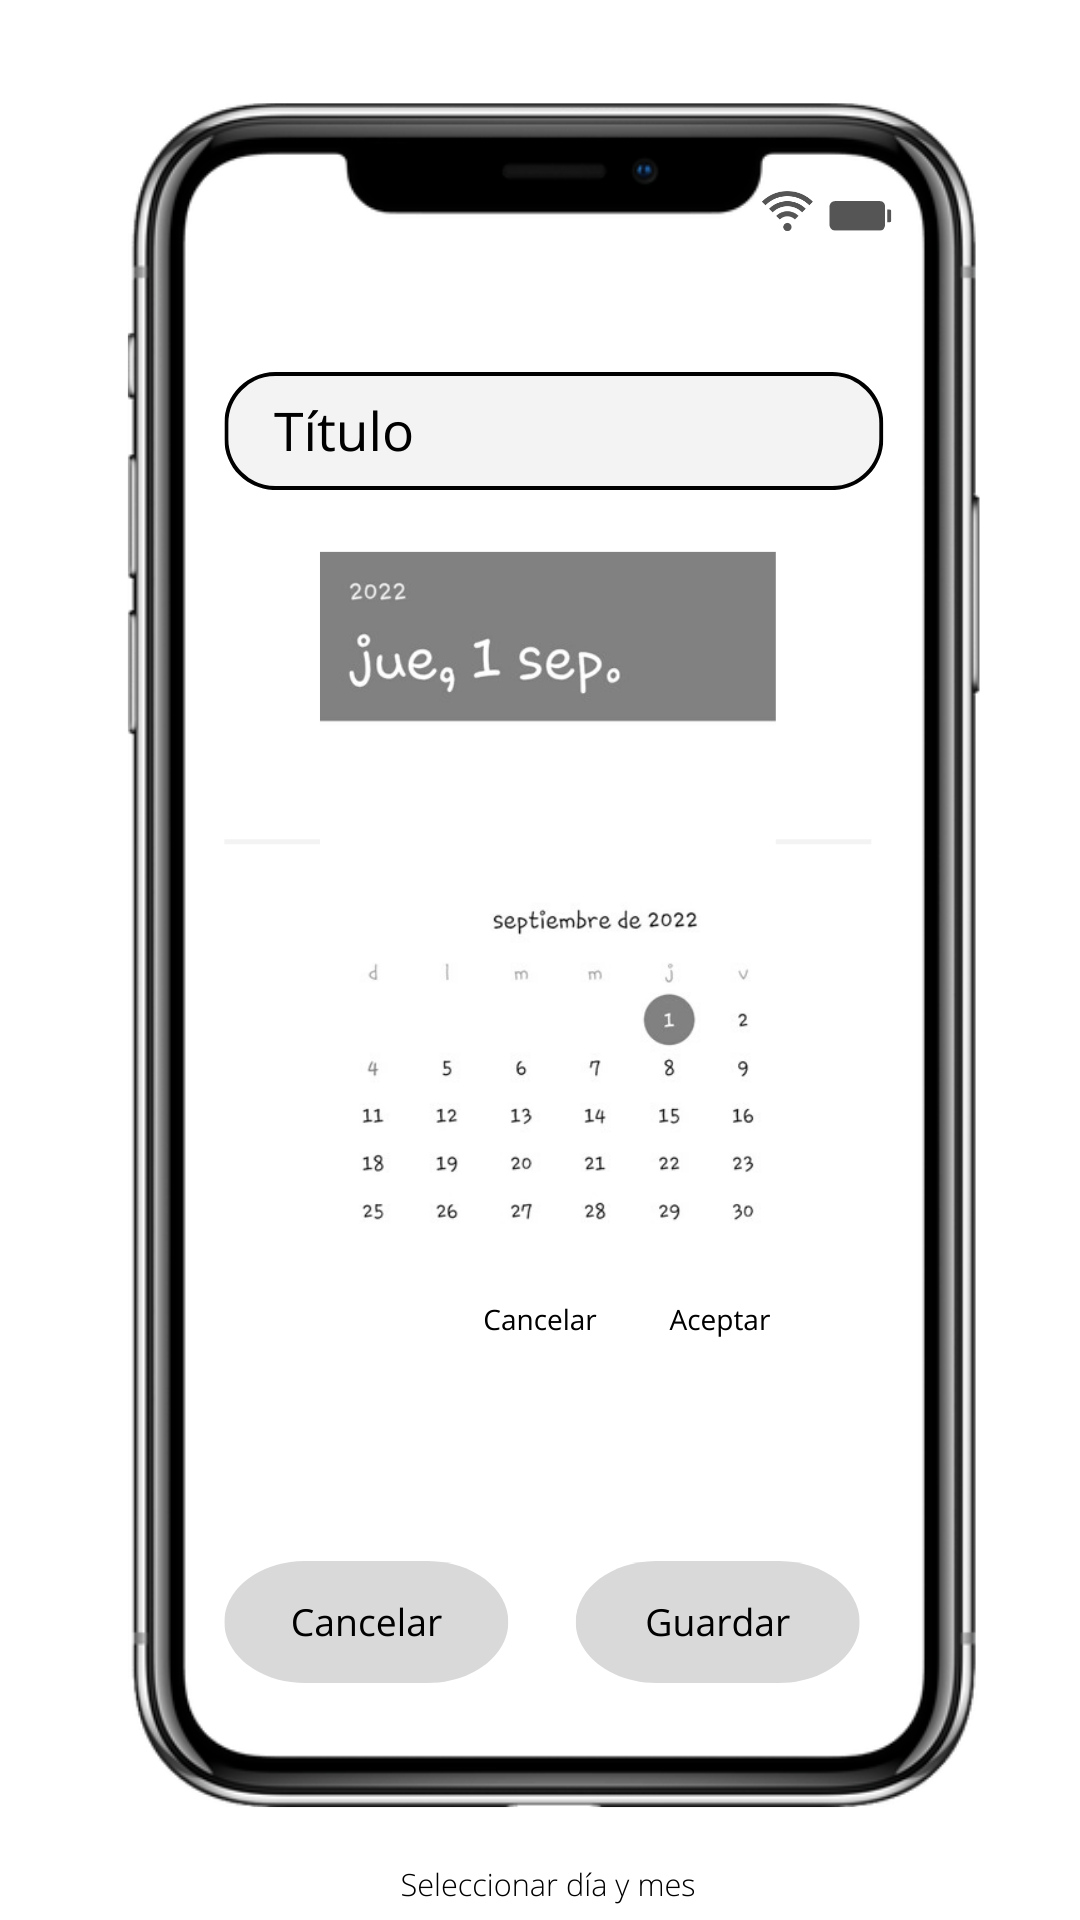 Título
2022
jue, 1 sep.
septiembre de 2022
d l m m j v
1 2
4 5 6 7 8 9
11 12 13 14 15 16
18 19 20 21 22 23
25 26 27 28 29 30
Cancelar Aceptar
Cancelar Guardar
Seleccionar día y mes